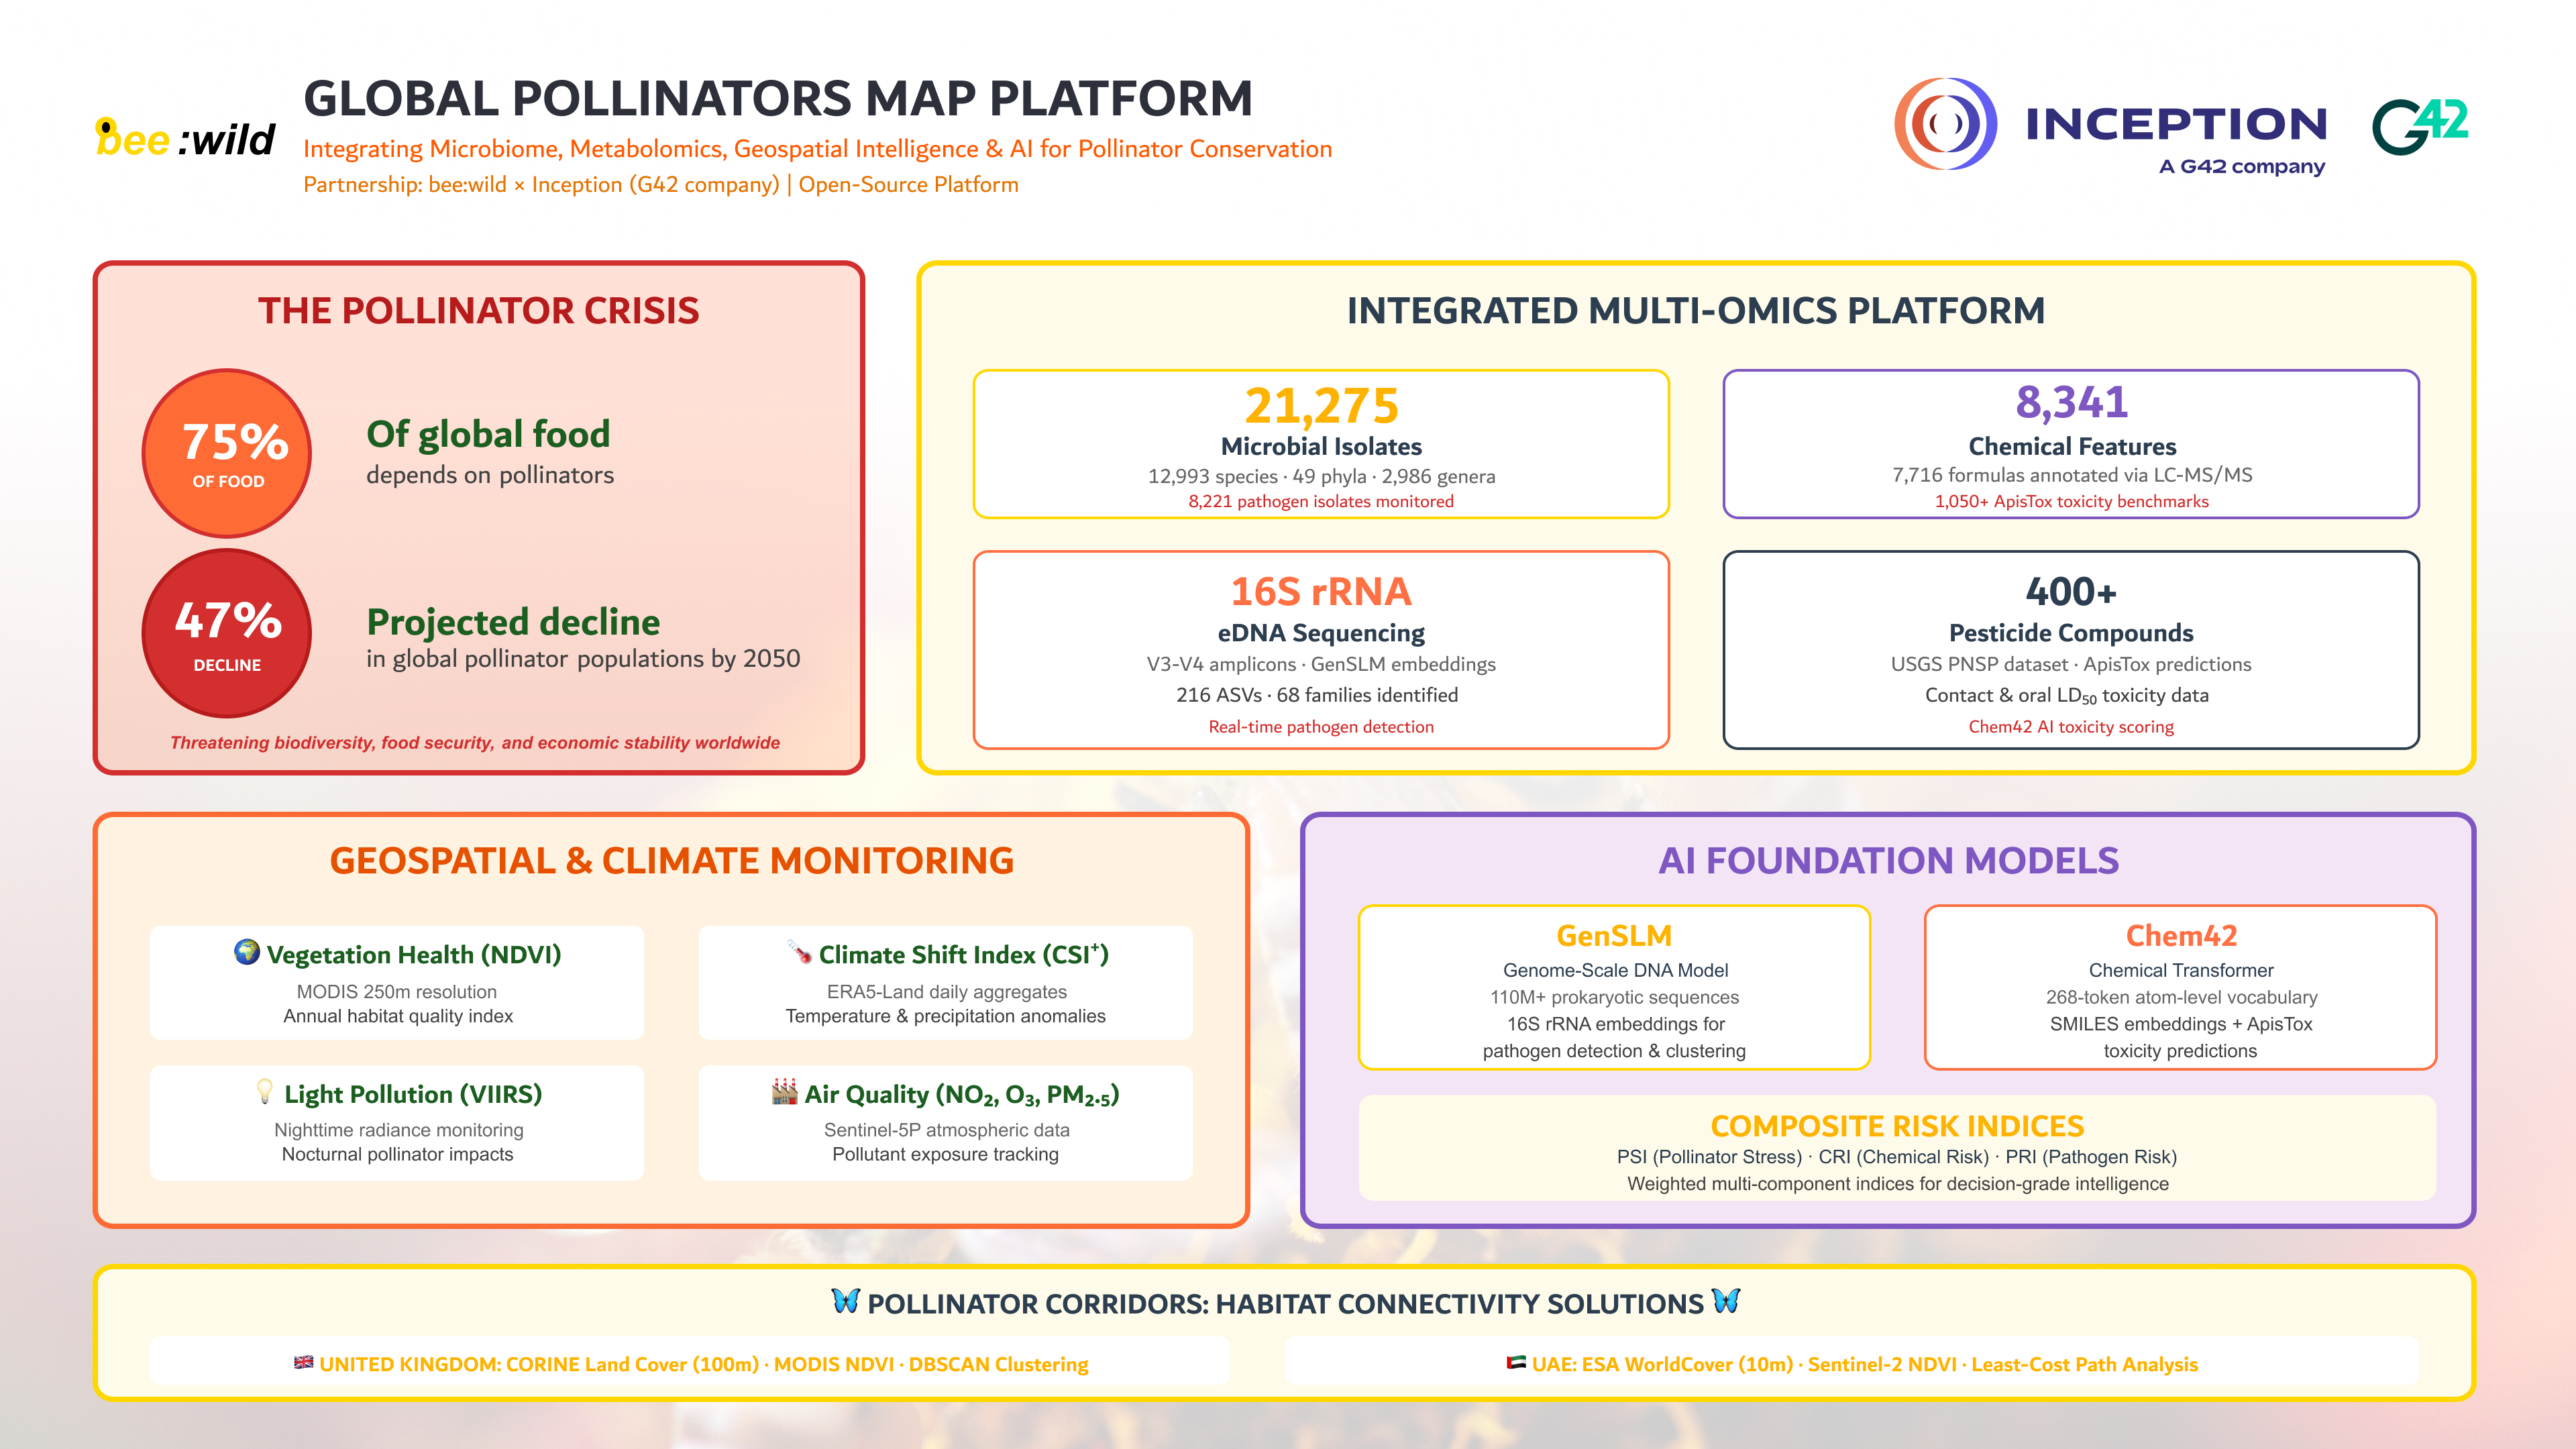 bee:wild
GLOBAL POLLINATORS MAP PLATFORM
Integrating Microbiome, Metabolomics, Geospatial Intelligence & AI for Pollinator Conservation
Partnership: bee:wild × Inception (G42 company) | Open-Source Platform
INCEPTION
A G42 company
G42
THE POLLINATOR CRISIS
75%
OF FOOD
Of global food
depends on pollinators
47%
DECLINE
Projected decline
in global pollinator populations by 2050
Threatening biodiversity, food security, and economic stability worldwide
INTEGRATED MULTI-OMICS PLATFORM
21,275
Microbial Isolates
12,993 species · 49 phyla · 2,986 genera
8,221 pathogen isolates monitored
8,341
Chemical Features
7,716 formulas annotated via LC-MS/MS
1,050+ ApisTox toxicity benchmarks
16S rRNA
eDNA Sequencing
V3-V4 amplicons · GenSLM embeddings
216 ASVs · 68 families identified
Real-time pathogen detection
400+
Pesticide Compounds
USGS PNSP dataset · ApisTox predictions
Contact & oral LD₅₀ toxicity data
Chem42 AI toxicity scoring
GEOSPATIAL & CLIMATE MONITORING
Vegetation Health (NDVI)
MODIS 250m resolution
Annual habitat quality index
Climate Shift Index (CSI⁺)
ERA5-Land daily aggregates
Temperature & precipitation anomalies
Light Pollution (VIIRS)
Nighttime radiance monitoring
Nocturnal pollinator impacts
Air Quality (NO₂, O₃, PM₂.₅)
Sentinel-5P atmospheric data
Pollutant exposure tracking
AI FOUNDATION MODELS
GenSLM
Genome-Scale DNA Model
110M+ prokaryotic sequences
16S rRNA embeddings for
pathogen detection & clustering
Chem42
Chemical Transformer
268-token atom-level vocabulary
SMILES embeddings + ApisTox
toxicity predictions
COMPOSITE RISK INDICES
PSI (Pollinator Stress) · CRI (Chemical Risk) · PRI (Pathogen Risk)
Weighted multi-component indices for decision-grade intelligence
POLLINATOR CORRIDORS: HABITAT CONNECTIVITY SOLUTIONS
UNITED KINGDOM: CORINE Land Cover (100m) · MODIS NDVI · DBSCAN Clustering
UAE: ESA WorldCover (10m) · Sentinel-2 NDVI · Least-Cost Path Analysis